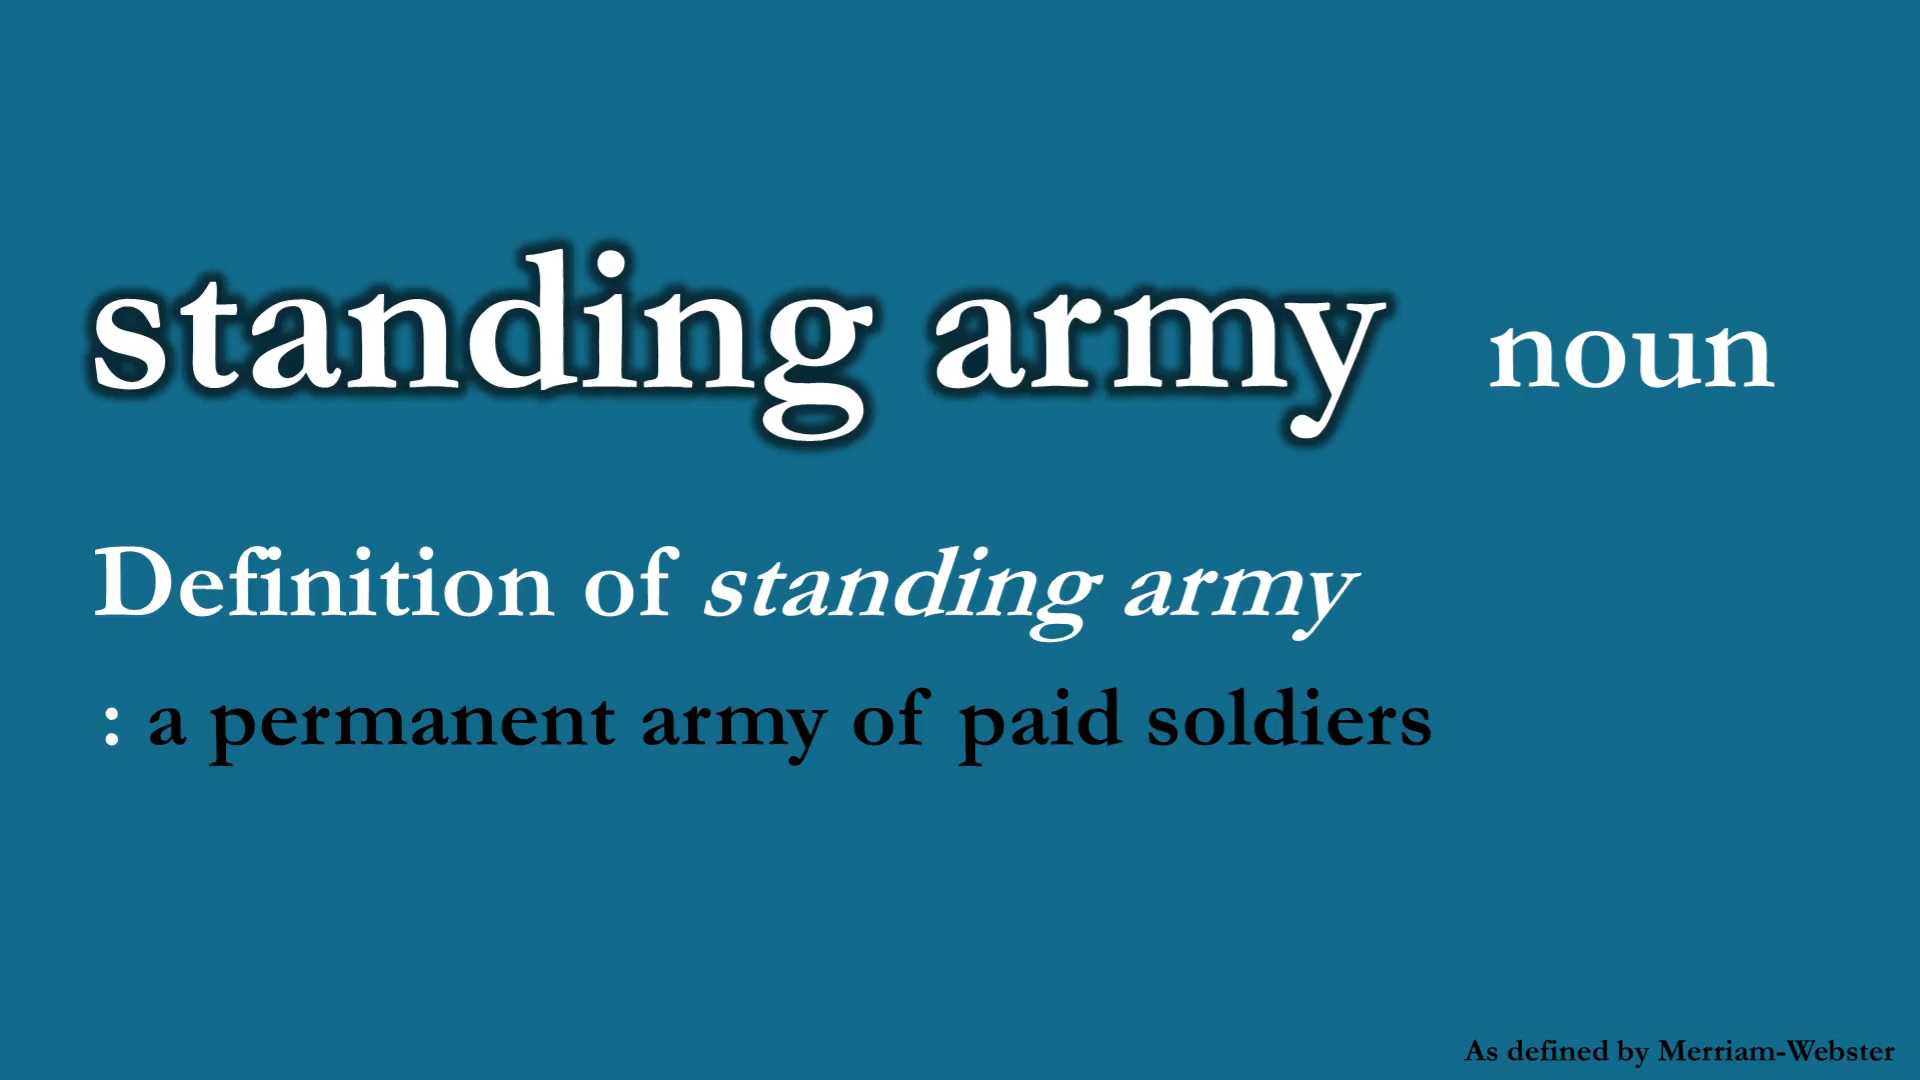 standing army noun
Definition of standing army
: a permanent army of paid soldiers
As defined by Merriam-Webster